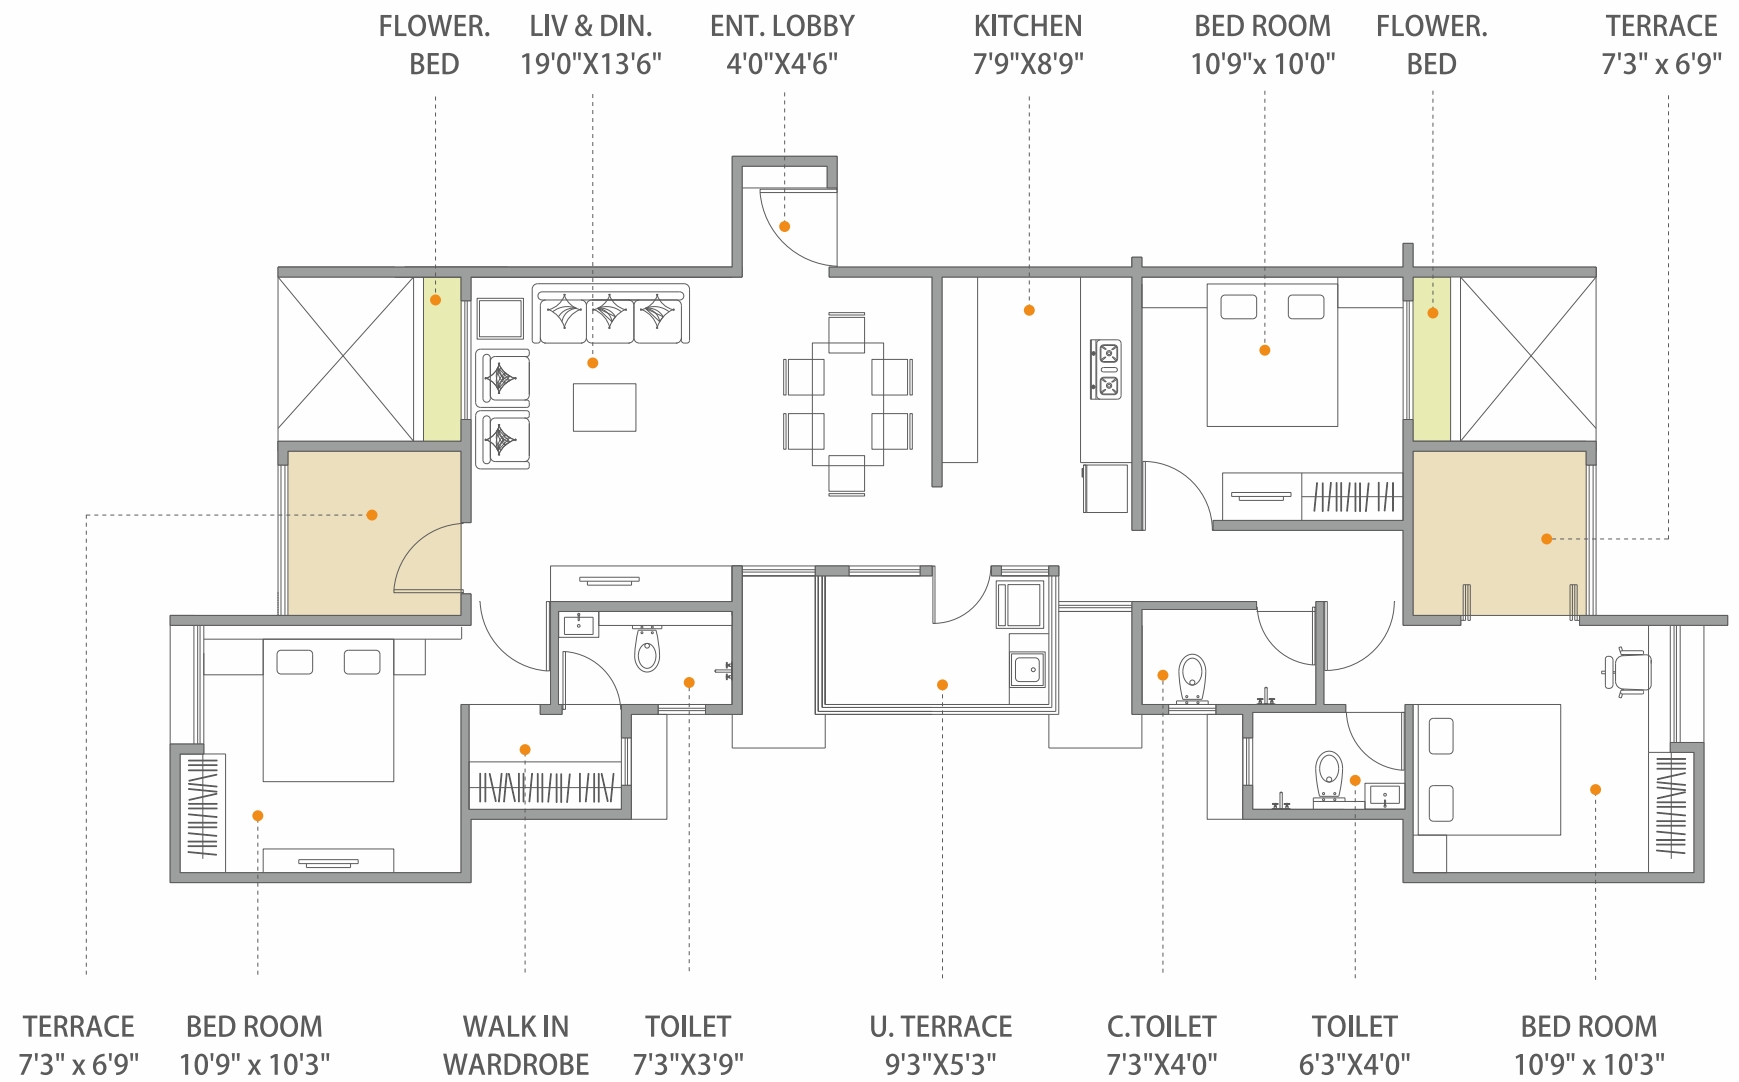 FLOWER.
BED
LIV & DIN.
19'0"X13'6"
ENT. LOBBY
4'0"X4'6"
KITCHEN
7'9"X8'9"
BED ROOM
10'9"x 10'0"
FLOWER.
BED
TERRACE
7'3" x 6'9"
TERRACE
7'3" x 6'9"
BED ROOM
10'9" x 10'3"
WALK IN
WARDROBE
TOILET
7'3"X3'9"
U. TERRACE
9'3"X5'3"
C.TOILET
7'3"X4'0"
TOILET
6'3"X4'0"
BED ROOM
10'9" x 10'3"